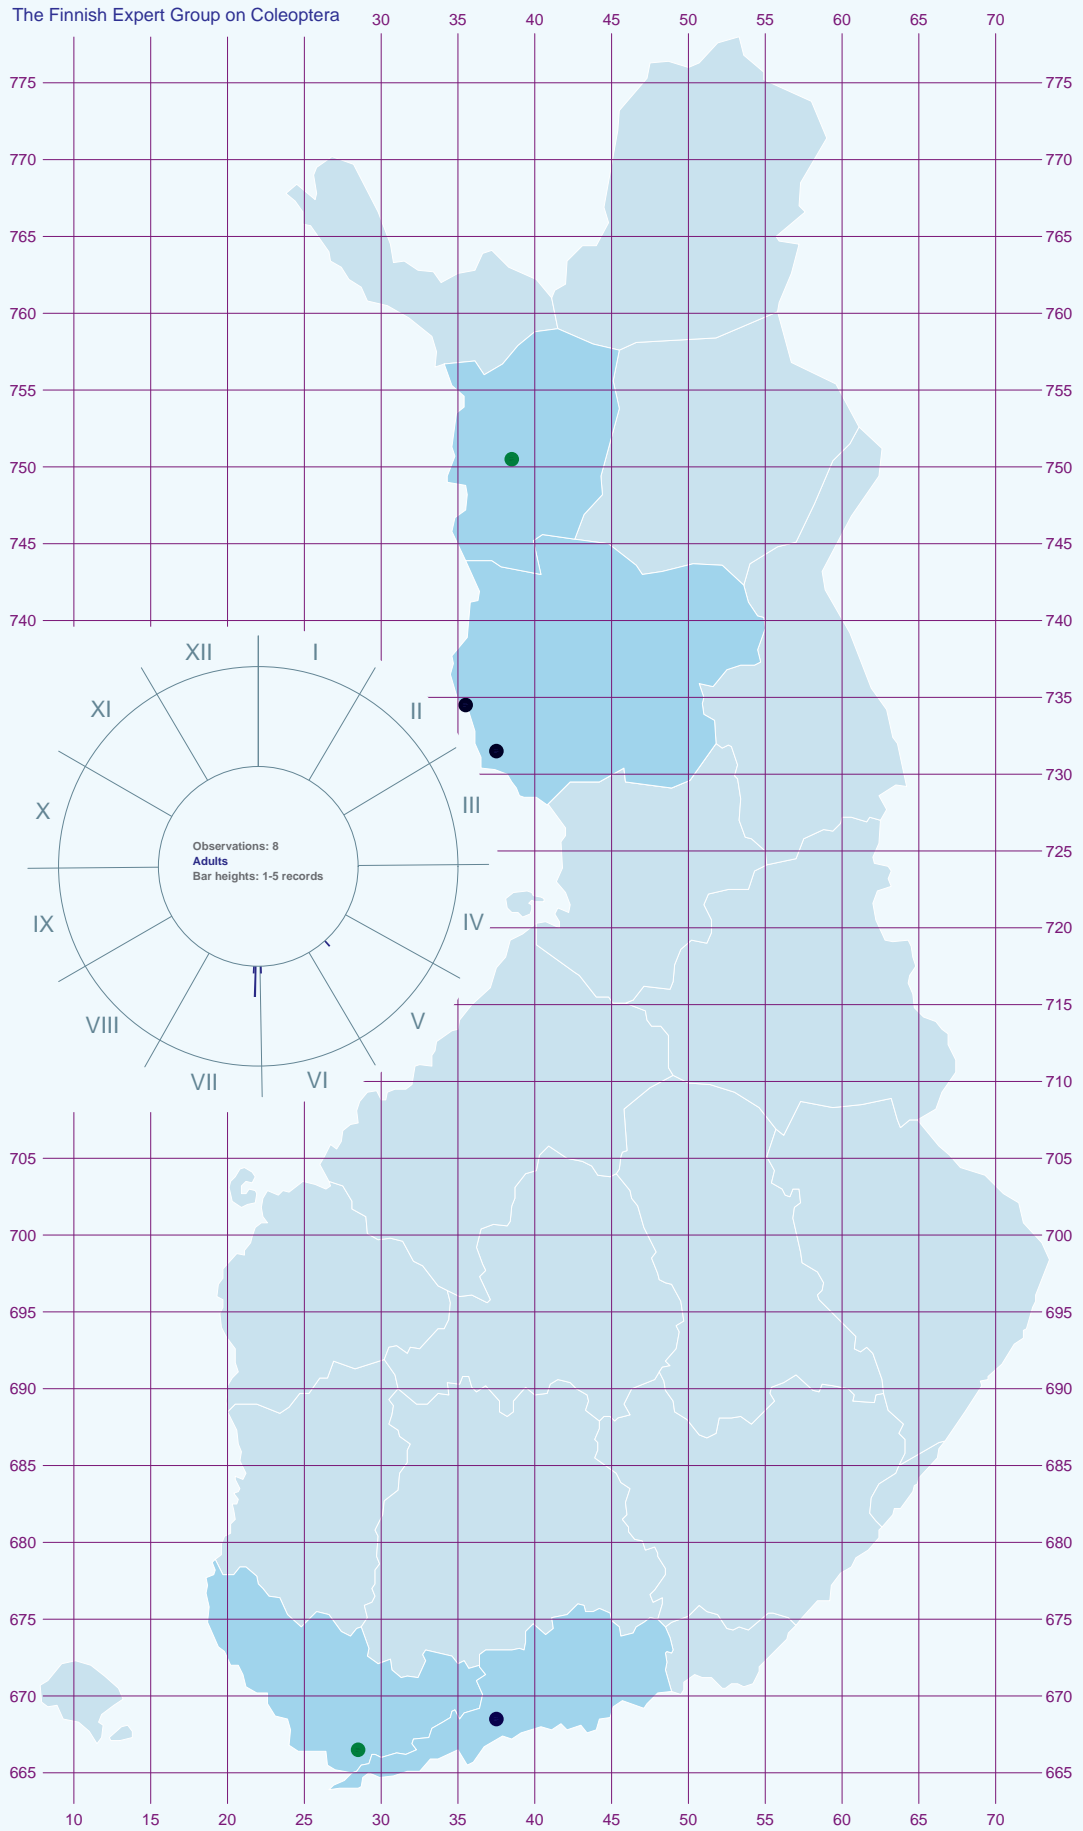 The Finnish Expert Group on Coleoptera
30 35 40 45 50 55 60 65 70
775 775
770 770
765 765
760 760
755 755
750 750
745 745
740 740
XII I
XI II
735
730
X III
Observations: 8
Adults
Bar heights: 1-5 records
725
IX IV
720
715
VIII V
VII VI
710
705 705
700 700
695 695
690 690
685 685
680 680
675 675
670 670
665 665
10 15 20 25 30 35 40 45 50 55 60 65 70